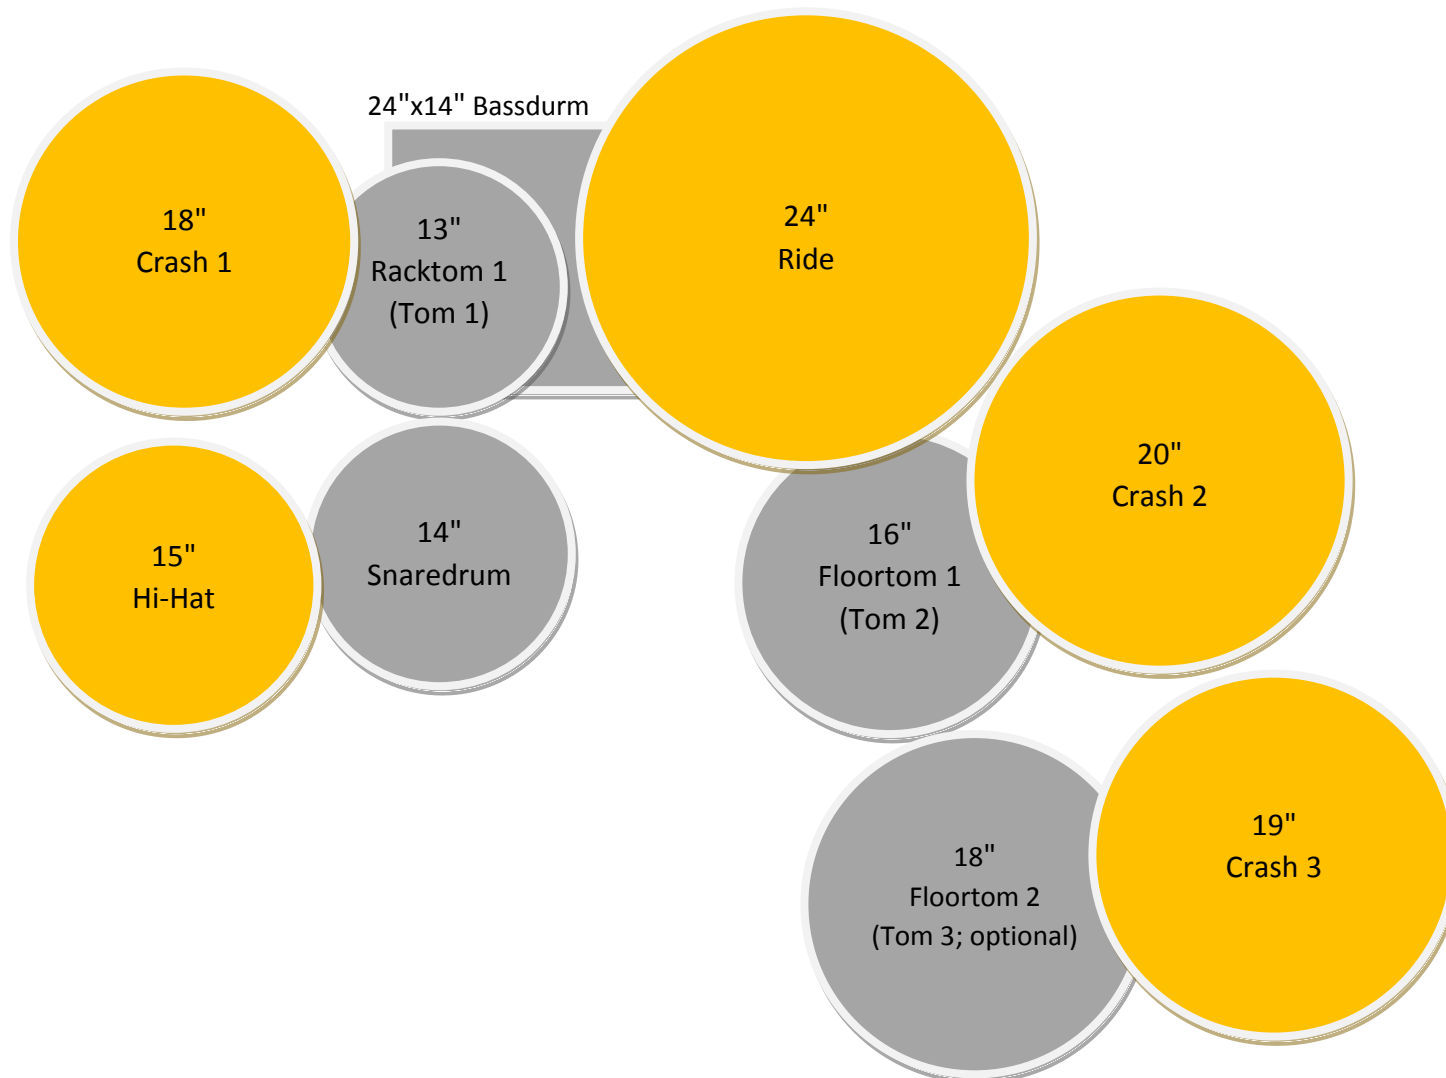 24"x14" Bassdurm
18"
Crash 1
13"
Racktom 1
(Tom 1)
24"
Ride
20"
Crash 2
15"
Hi-Hat
14"
Snaredrum
16"
Floortom 1
(Tom 2)
18"
Floortom 2
(Tom 3; optional)
19"
Crash 3